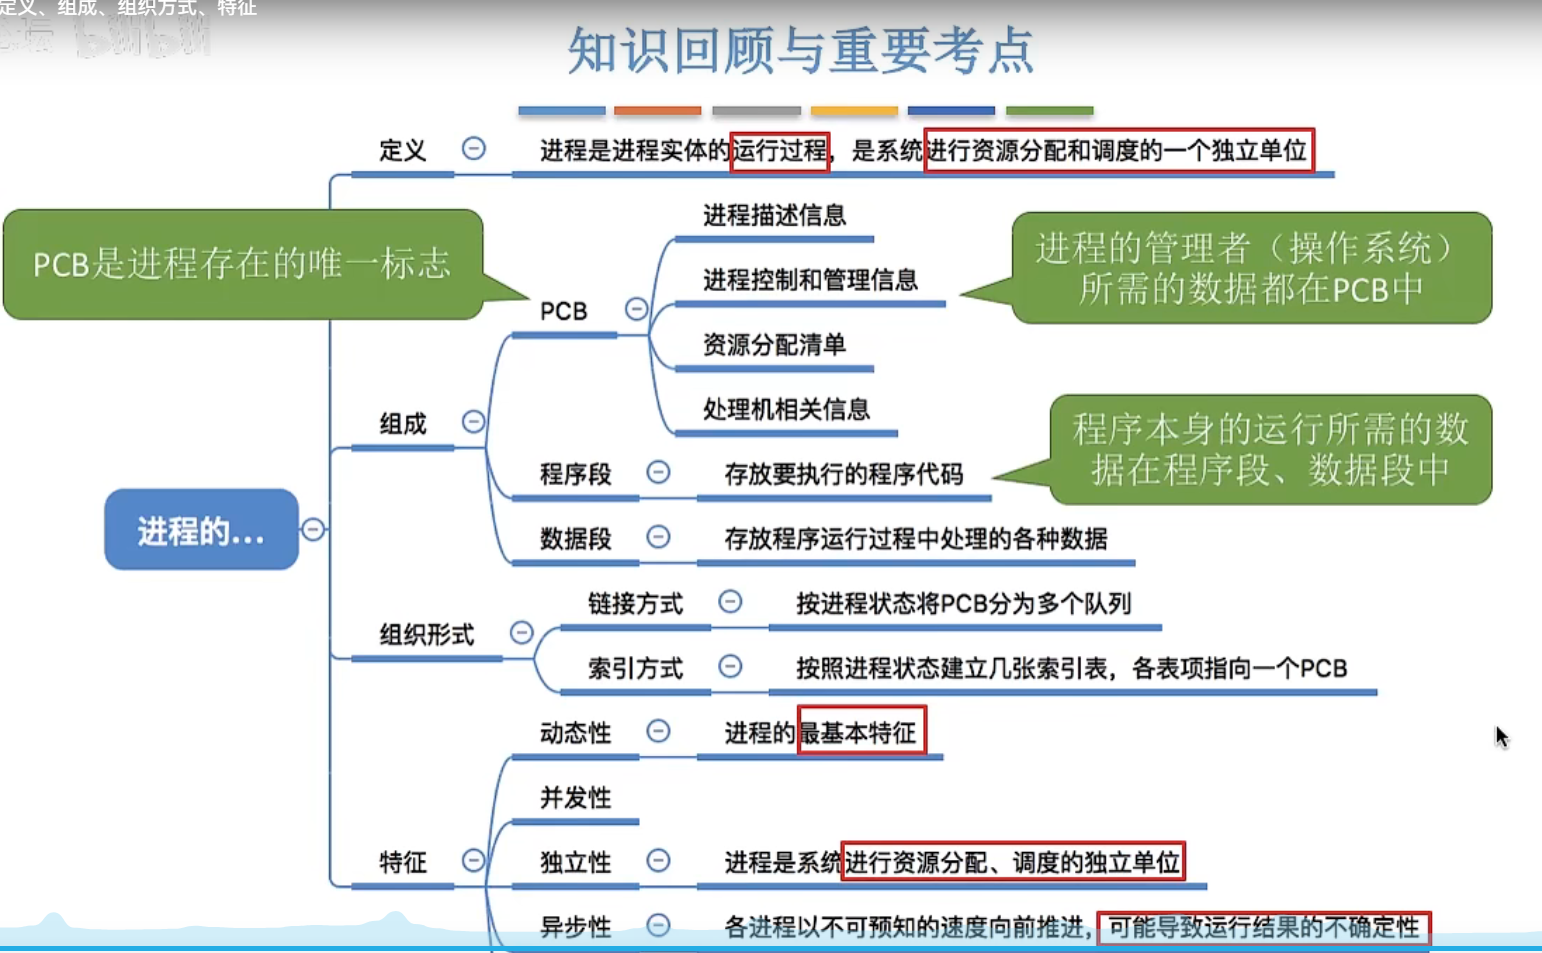 定义、组成、组织方式、特征
bilibili
知识回顾与重要考点
定义
进程是进程实体的运行过程，是系统进行资源分配和调度的一个独立单位
PCB是进程存在的唯一标志
进程描述信息
进程的管理者（操作系统）
所需的数据都在PCB中
进程控制和管理信息
PCB
资源分配清单
处理机相关信息
组成
程序本身的运行所需的数
据在程序段、数据段中
程序段
存放要执行的程序代码
进程的...
数据段
存放程序运行过程中处理的各种数据
链接方式
按进程状态将PCB分为多个队列
组织形式
索引方式
按照进程状态建立几张索引表，各表项指向一个PCB
动态性
进程的最基本特征
并发性
特征
独立性
进程是系统进行资源分配、调度的独立单位
异步性
各进程以不可预知的速度向前推进，可能导致运行结果的不确定性